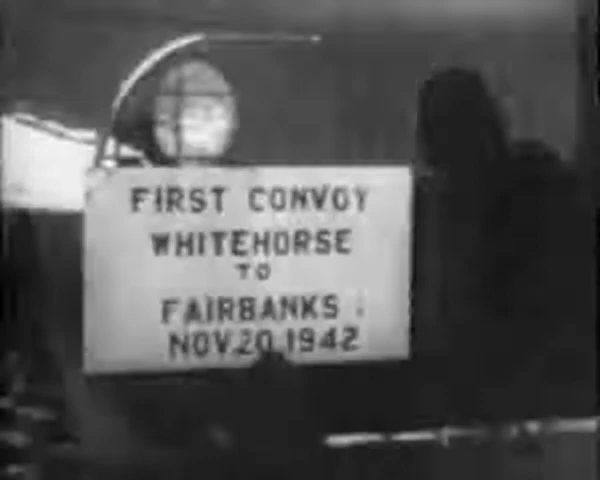 FIRST CONVOY
WHITEHORSE
TO
FAIRBANKS
NOV.20.1942